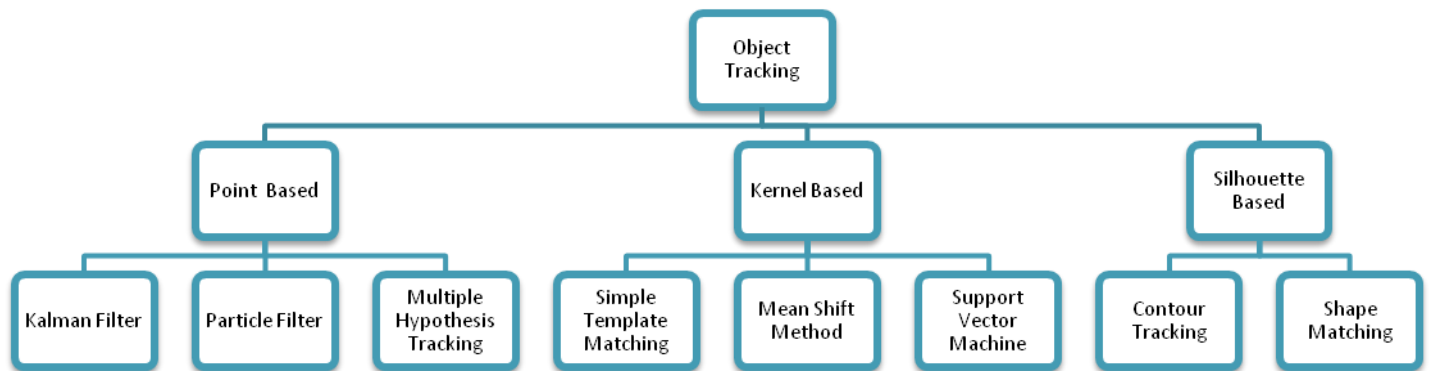 Object
Tracking
Point Based
Kernel Based
Silhouette
Based
Kalman Filter
Particle Filter
Multiple
Hypothesis
Tracking
Simple
Template
Matching
Mean Shift
Method
Support
Vector
Machine
Contour
Tracking
Shape
Matching